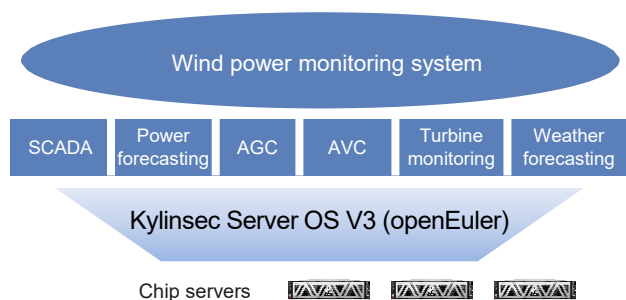 Wind power monitoring system
SCADA
Power
forecasting
AGC
AVC
Turbine
monitoring
Weather
forecasting
Kylinsec Server OS V3 (openEuler)
Chip servers